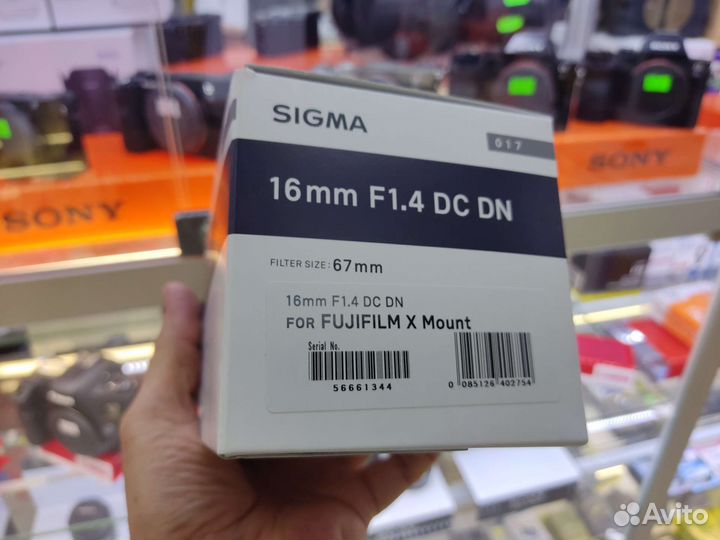 SIGMA
017
16mm F1.4 DC DN
FILTER SIZE: 67mm
16mm F1.4 DC DN
FOR FUJIFILM X Mount
Serial No.
56661344
0 085126 402754
SONY
SONY
Avito